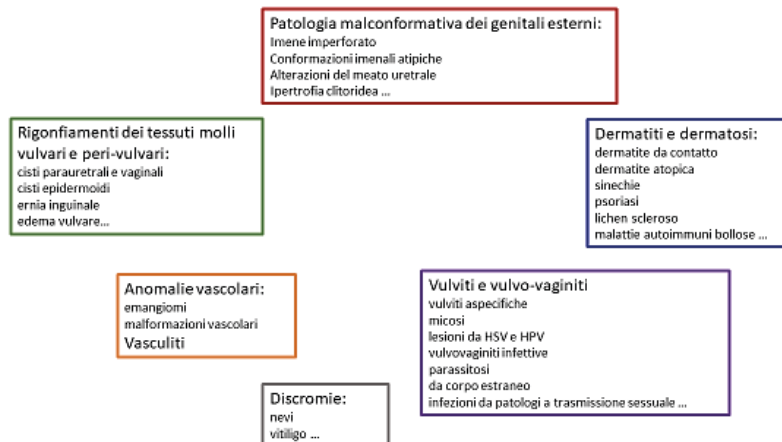 Patologia malconformativa dei genitali esterni:
Imene imperforato
Conformazioni imenali atipiche
Alterazioni del meato uretrale
Ipertrofia clitoridea ...
Rigonfiamenti dei tessuti molli
vulvari e peri-vulvari:
cisti parauretrali e vaginali
cisti epidermoidi
ernia inguinale
edema vulvare...
Dermatiti e dermatosi:
dermatite da contatto
dermatite atopica
sinechie
psoriasi
lichen scleroso
malattie autoimmuni bollose ...
Anomalie vascolari:
emangiomi
malformazioni vascolari
Vasculiti
Vulviti e vulvo-vaginiti
vulviti aspecifiche
micosi
lesioni da HSV e HPV
vulvovaginiti infettive
parassitosi
da corpo estraneo
infezioni da patologi a trasmissione sessuale ...
Discromie:
nevi
vitiligo ...